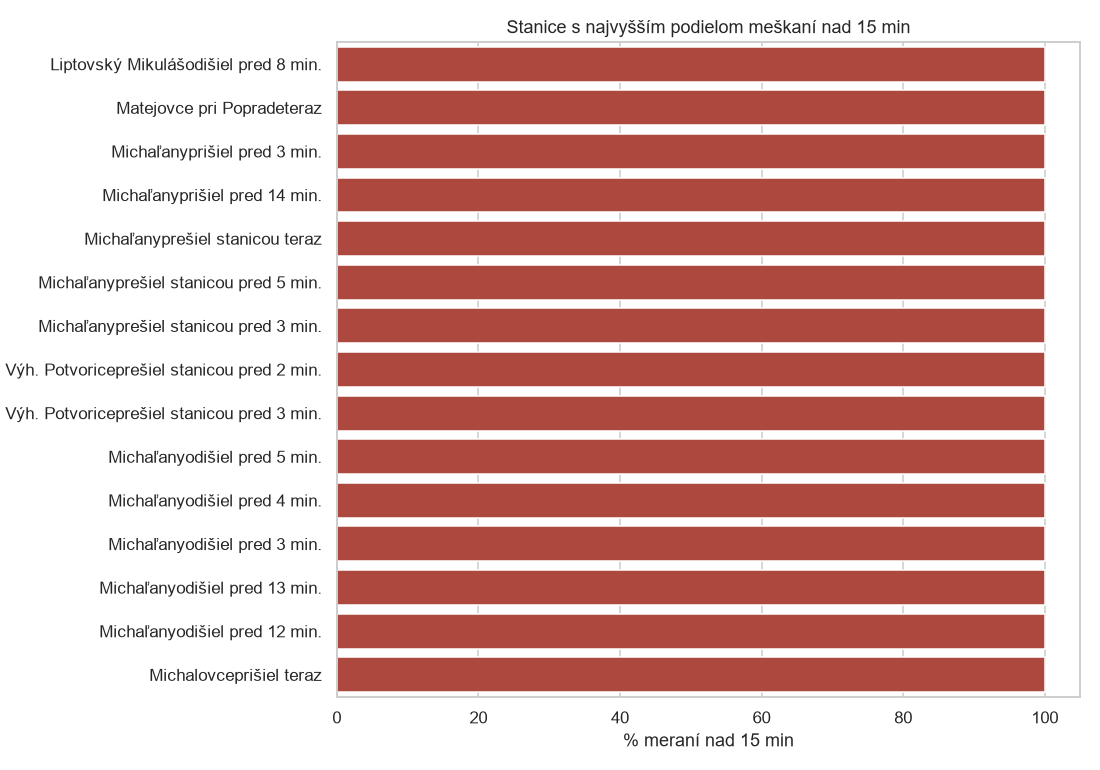 Stanice s najvyšším podielom meškaní nad 15 min
Liptovský Mikulášodišiel pred 8 min.
Matejovce pri Popradeteraz
Michaľanyprišiel pred 3 min.
Michaľanyprišiel pred 14 min.
Michaľanyprešiel stanicou teraz
Michaľanyprešiel stanicou pred 5 min.
Michaľanyprešiel stanicou pred 3 min.
Výh. Potvoriceprešiel stanicou pred 2 min.
Výh. Potvoriceprešiel stanicou pred 3 min.
Michaľanyodišiel pred 5 min.
Michaľanyodišiel pred 4 min.
Michaľanyodišiel pred 3 min.
Michaľanyodišiel pred 13 min.
Michaľanyodišiel pred 12 min.
Michalovceprišiel teraz
0 20 40 60 80 100
% meraní nad 15 min